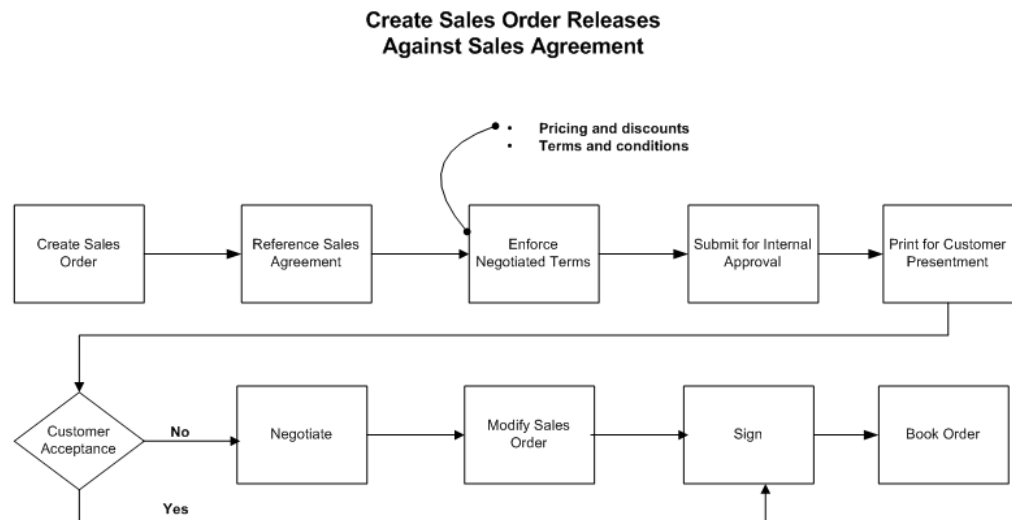 Create Sales Order Releases
Against Sales Agreement
• Pricing and discounts
• Terms and conditions
Create Sales
Order
Reference Sales
Agreement
Enforce
Negotiated Terms
Submit for Internal
Approval
Print for Customer
Presentment
Customer
Acceptance
No
Negotiate
Modify Sales
Order
Sign
Book Order
Yes